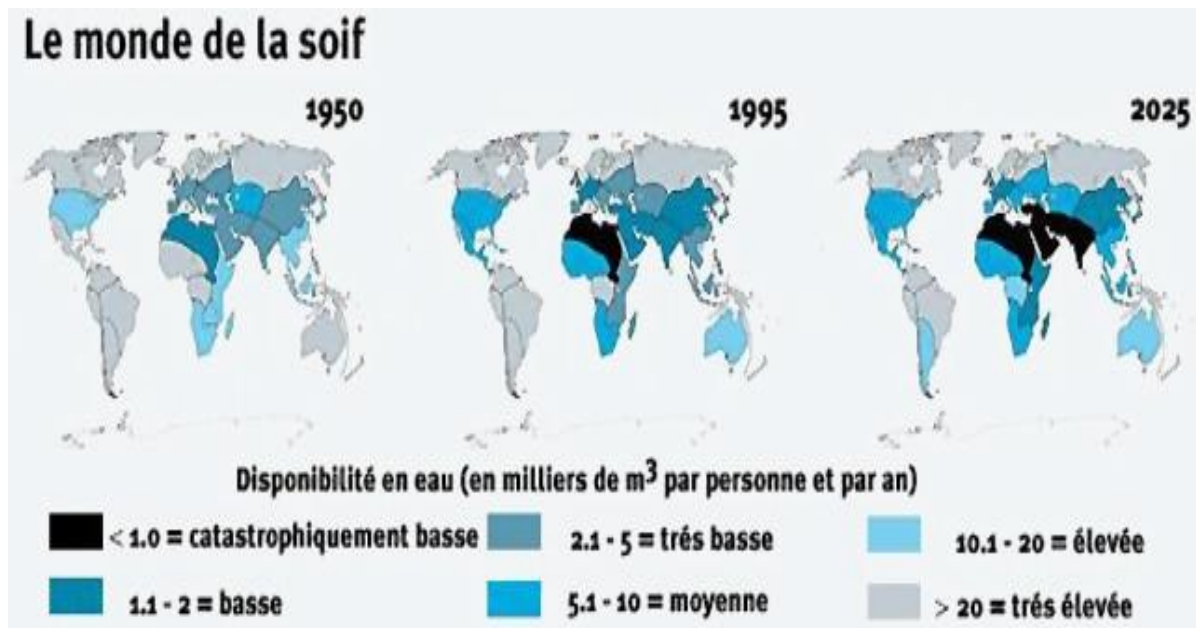 Le monde de la soif
1950
1995
2025
Disponibilité en eau (en milliers de m³ par personne et par an)
< 1.0 = catastrophiquement basse
2.1 - 5 = trés basse
10.1 - 20 = élevée
1.1 - 2 = basse
5.1 - 10 = moyenne
> 20 = trés élevée